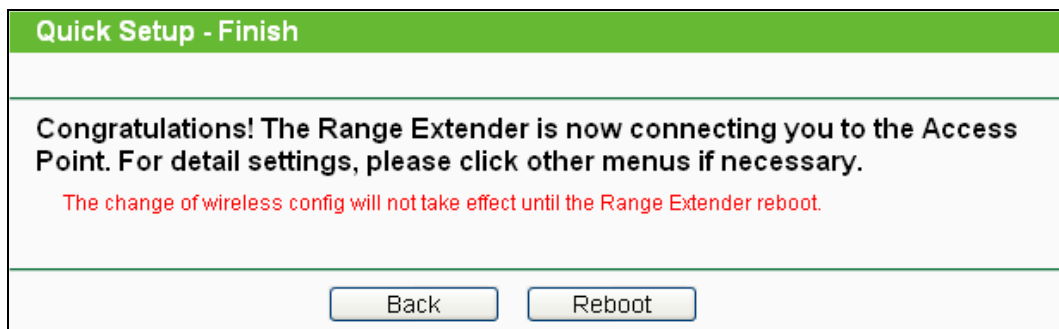 Quick Setup - Finish
Congratulations! The Range Extender is now connecting you to the Access
Point. For detail settings, please click other menus if necessary.
The change of wireless config will not take effect until the Range Extender reboot.
Back
Reboot